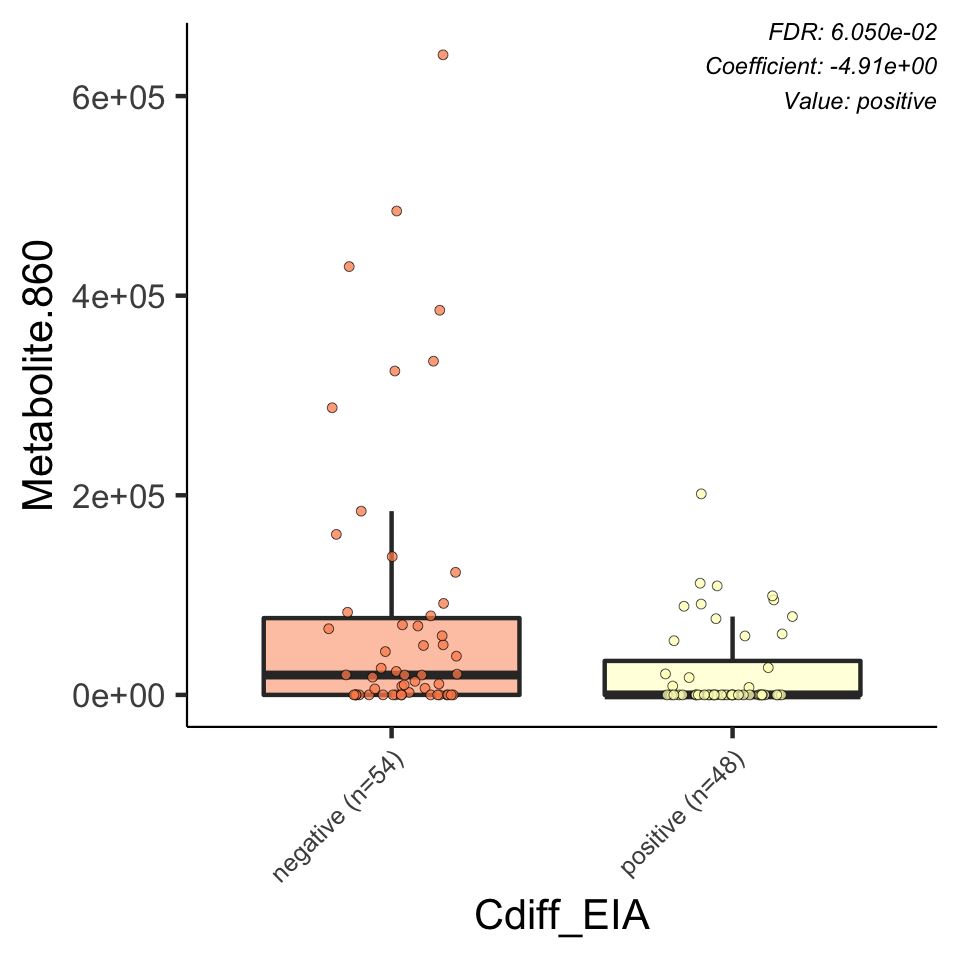 FDR: 6.050e-02
Coefficient: -4.91e+00
Value: positive
Metabolite.860
6e+05
4e+05
2e+05
0e+00
negative (n=54)
positive (n=48)
Cdiff_EIA